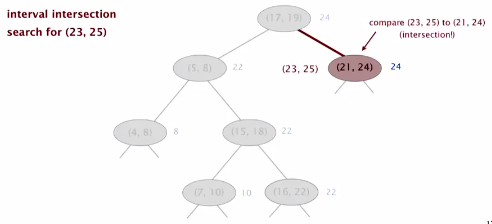 interval intersection
search for (23, 25)
(17, 19) 24
compare (23, 25) to (21, 24)
(intersection!)
(5, 8) 22
(23, 25) (21, 24) 24
(4, 8) 8
(15, 18) 22
(7, 10) 10
(16, 22) 22